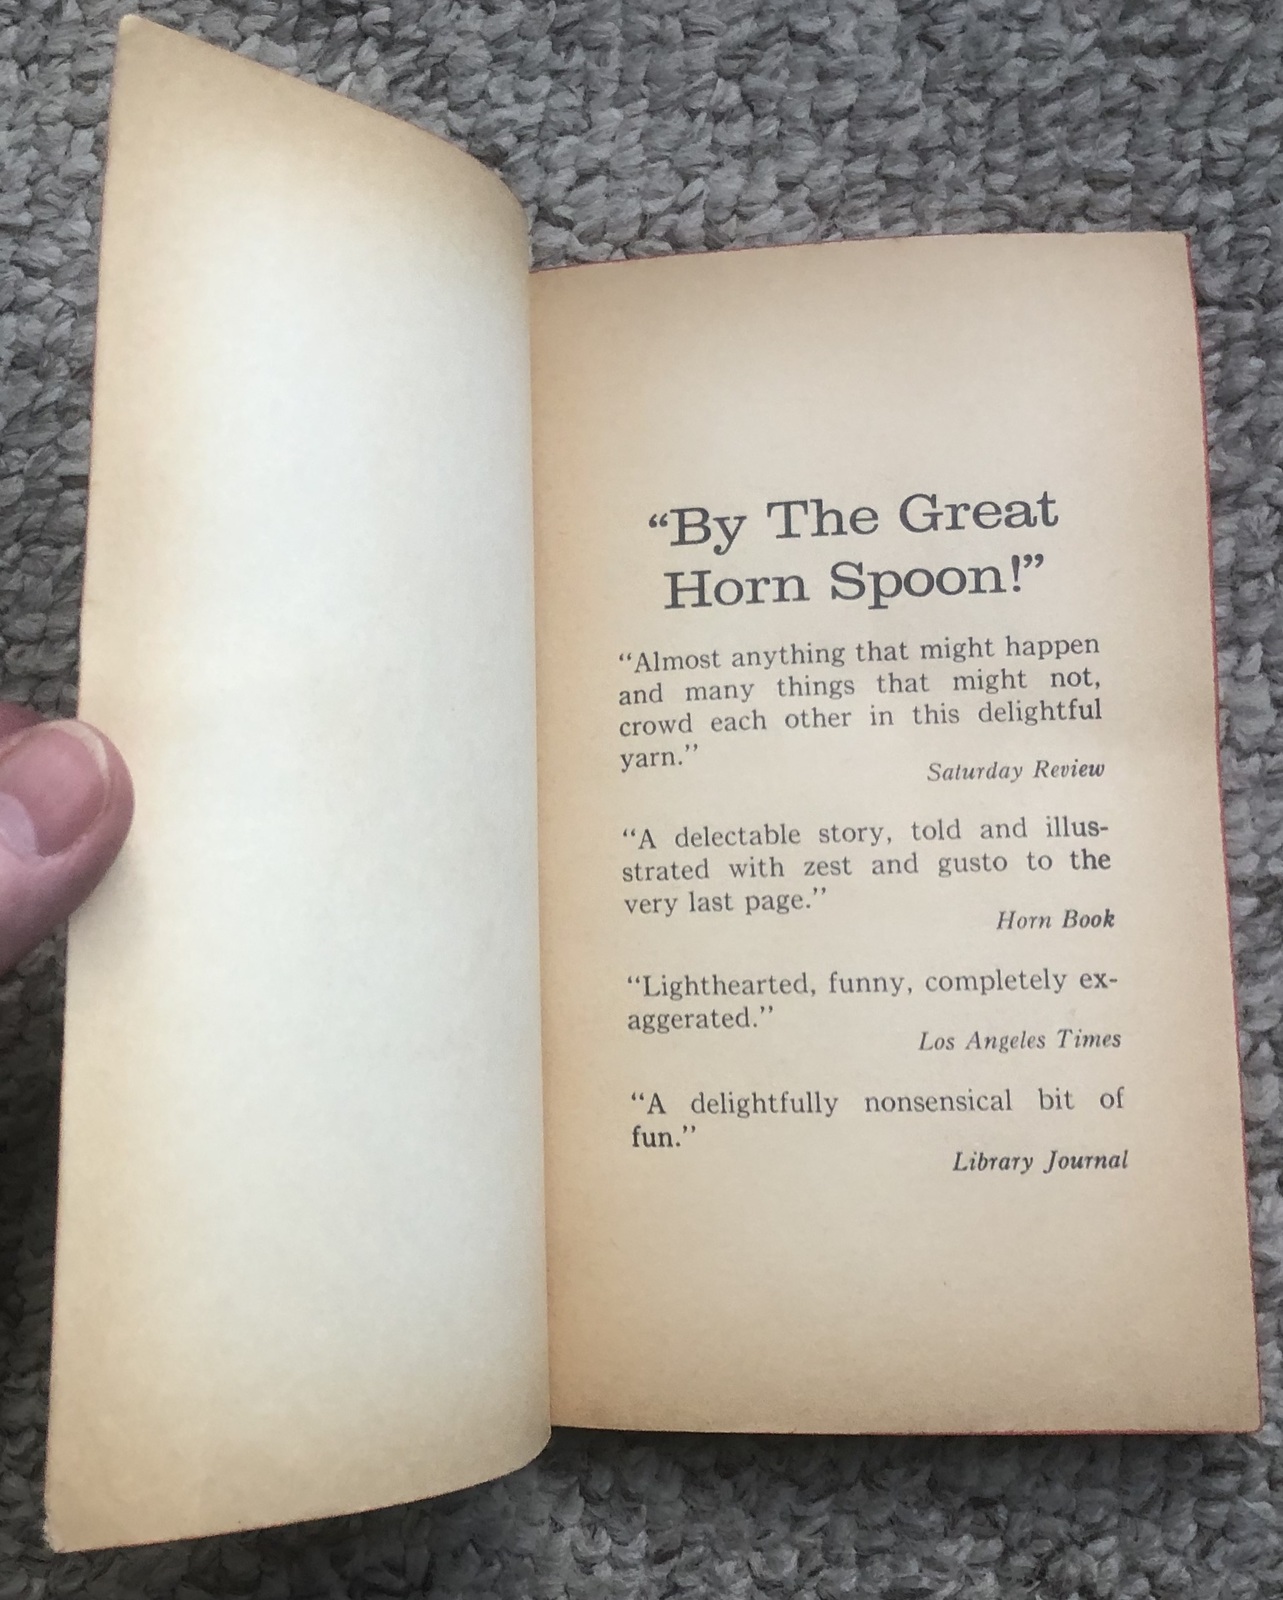 “By The Great
Horn Spoon!”
“Almost anything that might happen
and many things that might not,
crowd each other in this delightful
yarn.”
Saturday Review
“A delectable story, told and illus-
strated with zest and gusto to the
very last page.”
Horn Book
“Lighthearted, funny, completely ex-
aggerated.”
Los Angeles Times
“A delightfully nonsensical bit of
fun.”
Library Journal